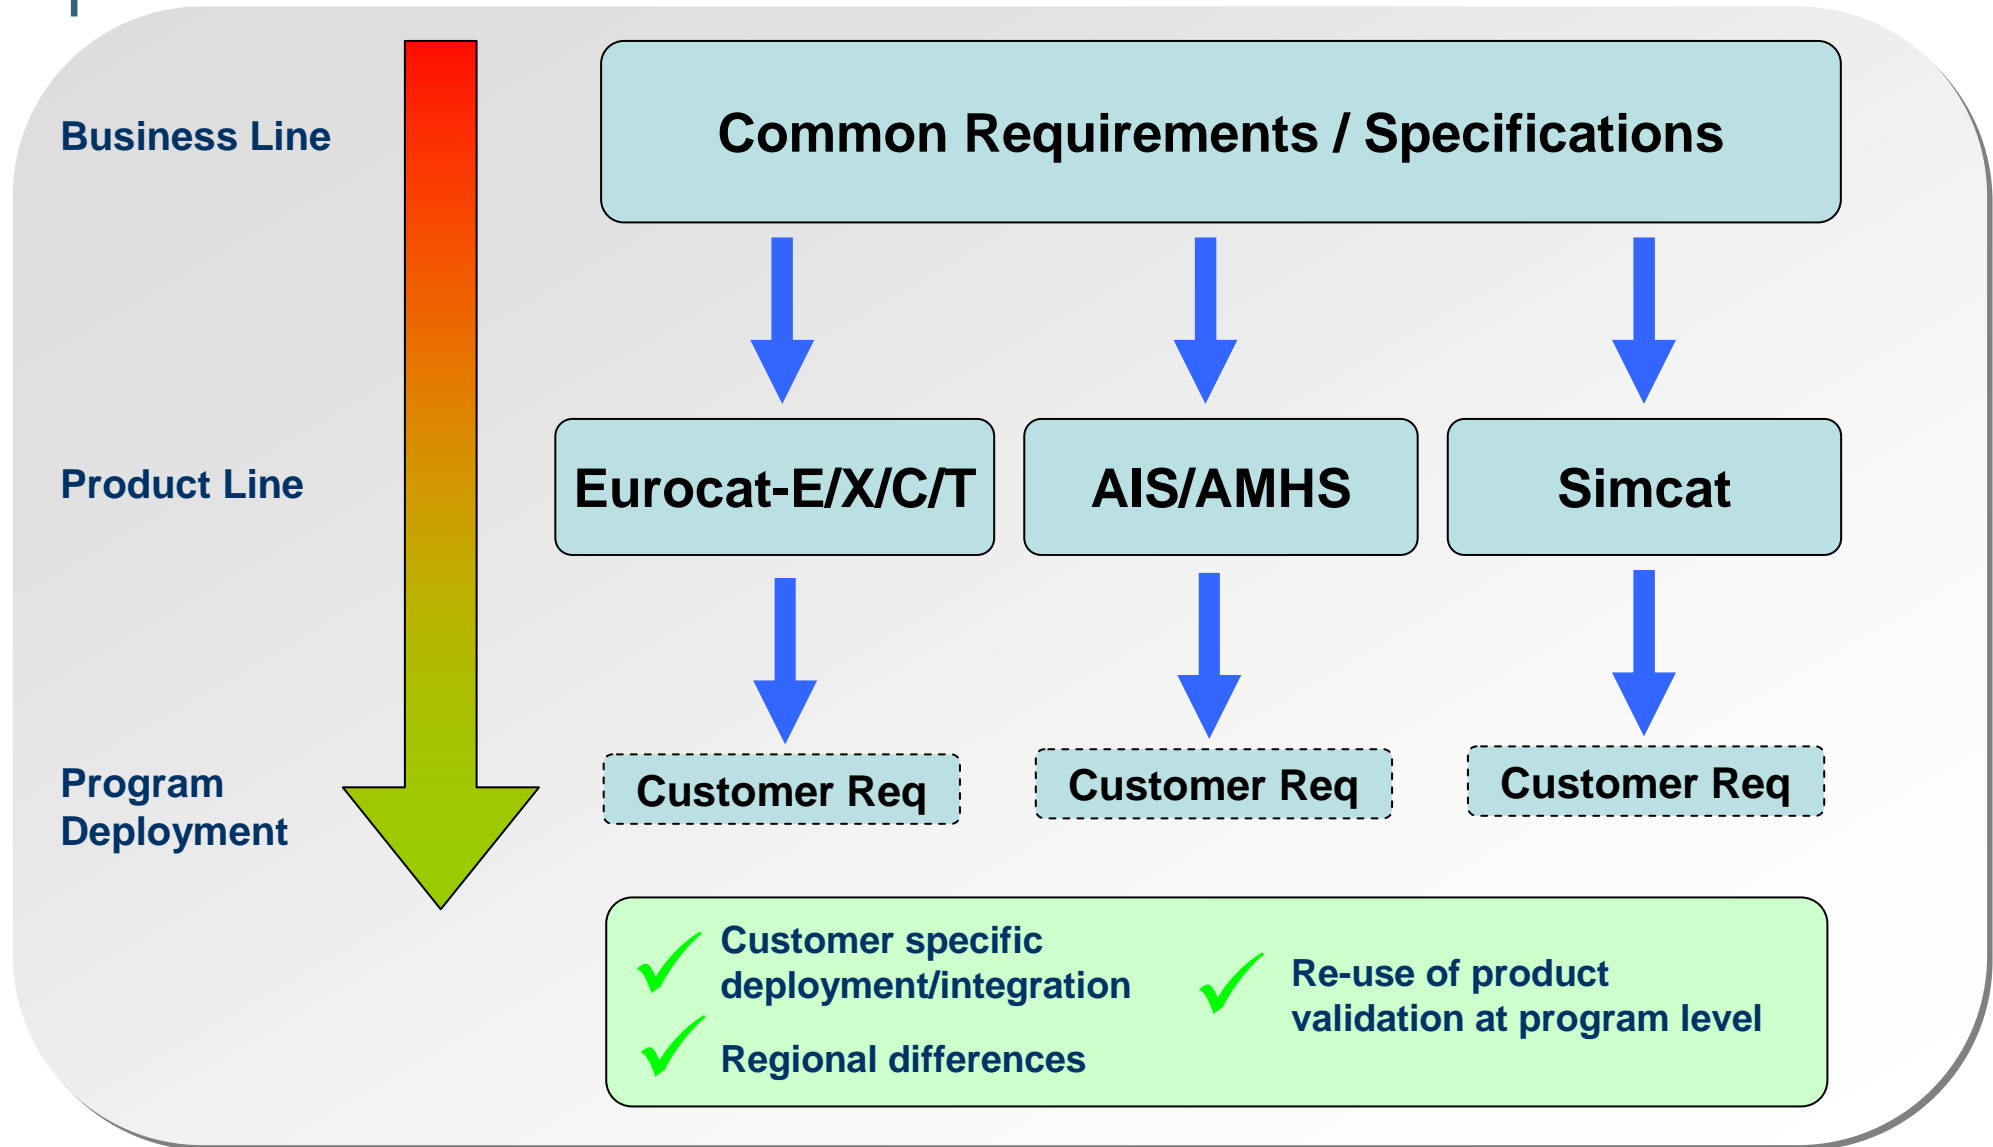 Business Line
Common Requirements / Specifications
Product Line
Eurocat-E/X/C/T
AIS/AMHS
Simcat
Program
Deployment
Customer Req
Customer Req
Customer Req
Customer specific
deployment/integration
Regional differences
Re-use of product
validation at program level